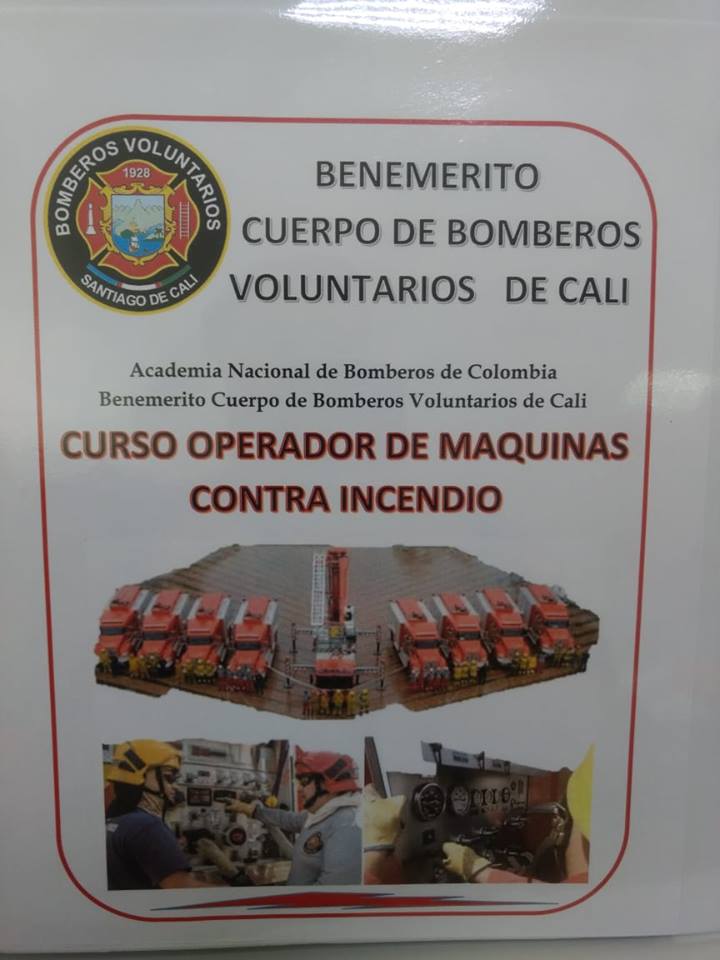 BOMBEROS VOLUNTARIOS
1928
SANTIAGO DE CALI
BENEMERITO
CUERPO DE BOMBEROS
VOLUNTARIOS DE CALI
Academia Nacional de Bomberos de Colombia
Benemerito Cuerpo de Bomberos Voluntarios de Cali
CURSO OPERADOR DE MAQUINAS
CONTRA INCENDIO